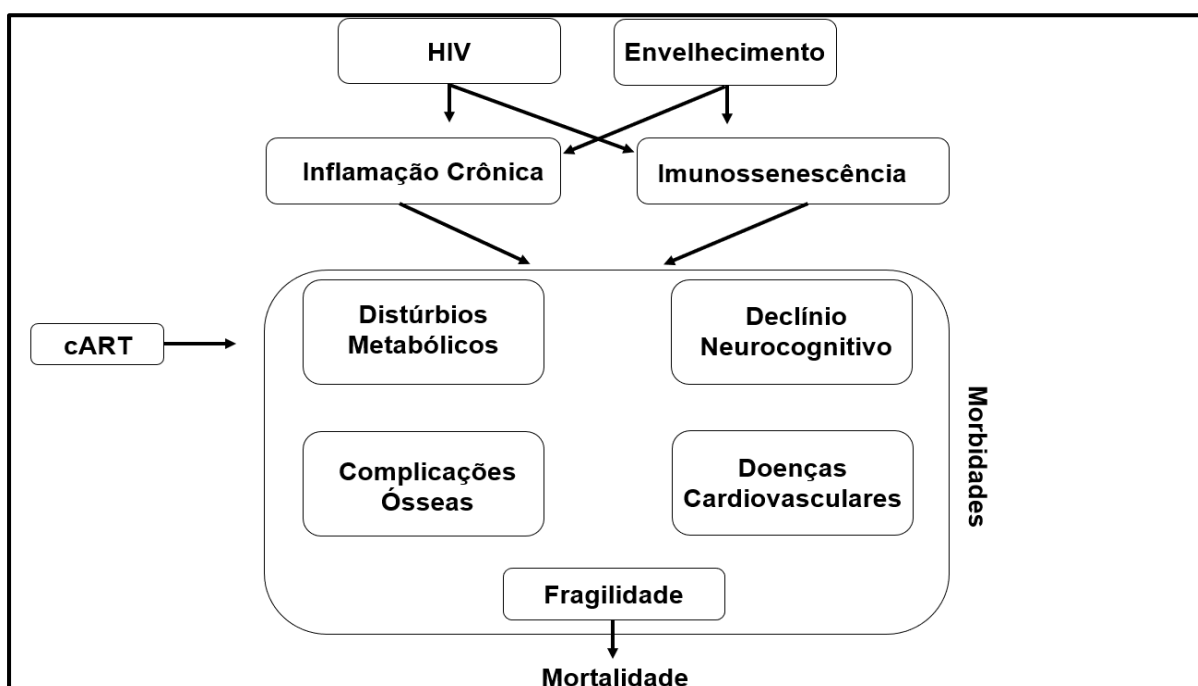 HIV
Envelhecimento
Inflamação Crônica
Imunossenescência
Distúrbios
Metabólicos
Declínio
Neurocognitivo
cART
Complicações
Ósseas
Doenças
Cardiovasculares
Morbidades
Fragilidade
Mortalidade